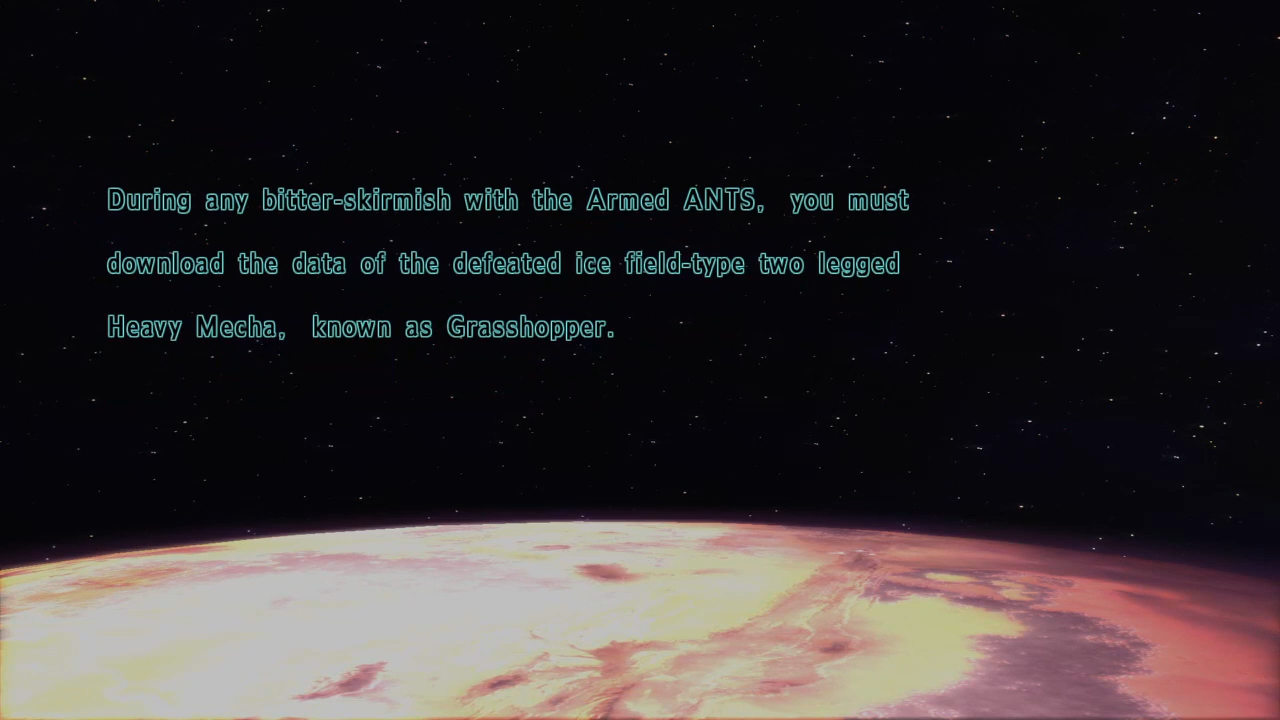 During any bitter-skirmish with the Armed ANTS, you must
download the data of the defeated ice field-type two legged
Heavy Mecha, known as Grasshopper.